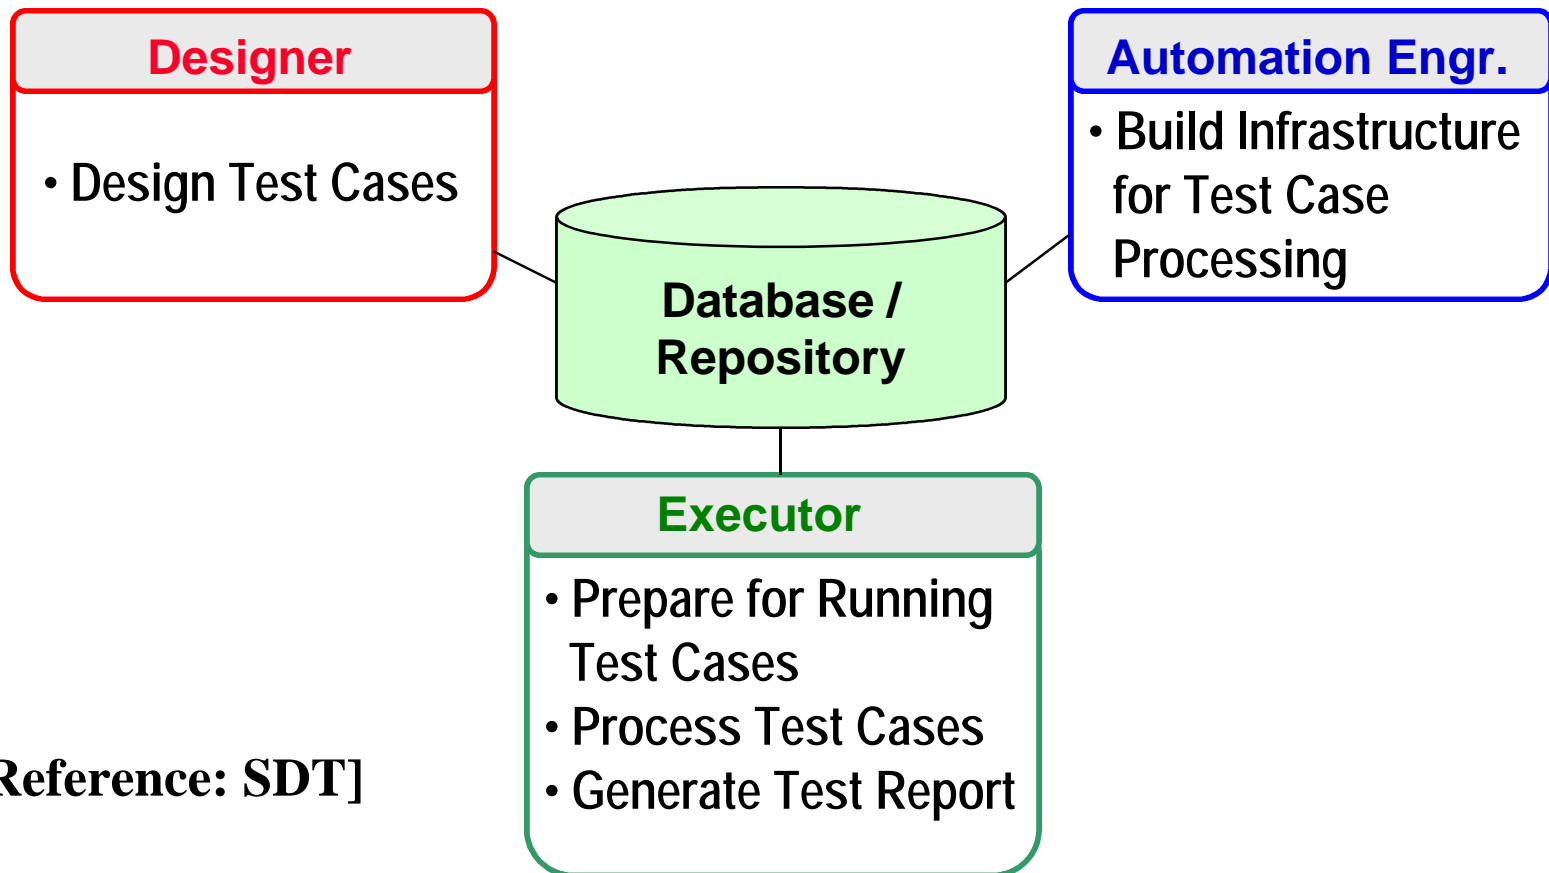 Designer
• Design Test Cases
Automation Engr.
• Build Infrastructure
for Test Case
Processing
Database /
Repository
Executor
• Prepare for Running
Test Cases
• Process Test Cases
• Generate Test Report
Reference: SDT]